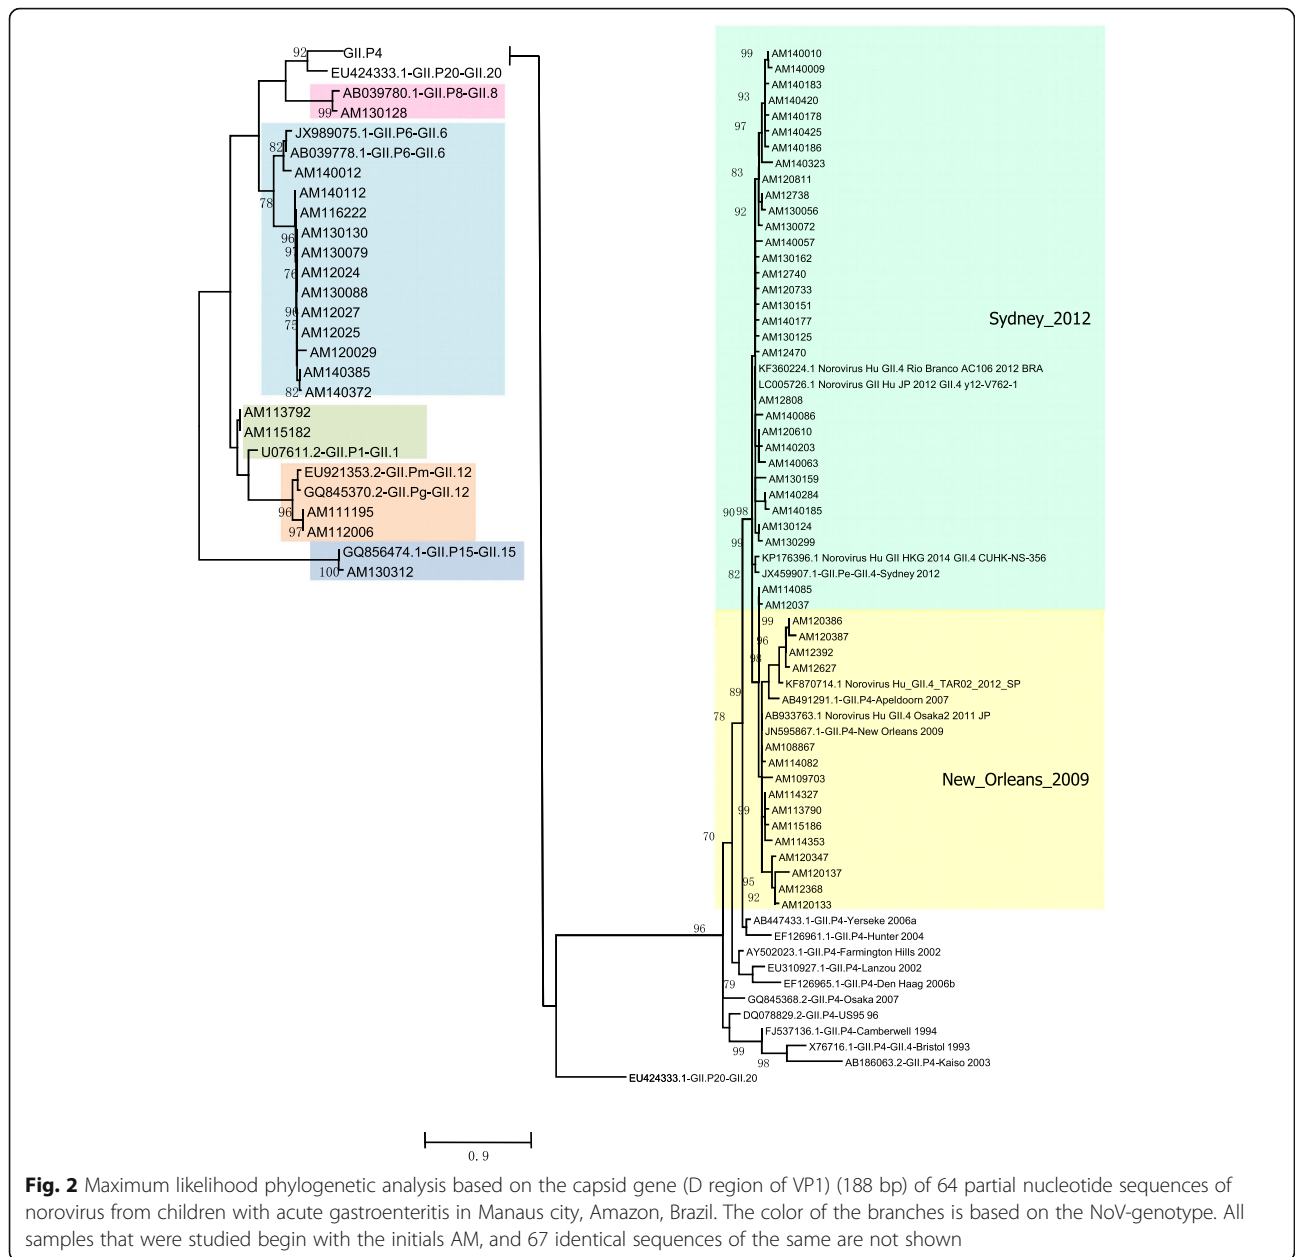 92
GII.P4
EU424333.1-GII.P20-GII.20
AB039780.1-GII.P8-GII.8
99
AM130128
JX989075.1-GII.P6-GII.6
82
AB039778.1-GII.P6-GII.6
AM140012
AM140112
78
AM116222
AM130130
96
AM130079
97
AM12024
76
AM130088
AM12027
96
75
AM12025
AM120029
AM140385
82
AM140372
AM113792
AM115182
U07611.2-GII.P1-GII.1
EU921353.2-GII.Pm-GII.12
GQ845370.2-GII.Pg-GII.12
96
AM111195
97
AM112006
GQ856474.1-GII.P15-GII.15
100
AM130312
99
AM140010
AM140009
AM140183
93
AM140420
AM140178
97
AM140425
AM140186
AM140323
83
AM120811
AM12738
92
AM130056
AM130072
AM140057
AM130162
AM12740
AM120733
AM130151
AM140177
Sydney_2012
AM130125
AM12470
KF360224.1 Norovirus Hu GII.4 Rio Branco AC106 2012 BRA
LC005726.1 Norovirus GII Hu JP 2012 GII.4 y12-V762-1
AM12808
AM140086
AM120610
AM140203
AM140063
AM130159
AM140284
AM140185
90
98
AM130124
99
AM130299
KP176396.1 Norovirus Hu GII HKG 2014 GII.4 CUHK-NS-356
82
JX459907.1-GII.Pe-GII.4-Sydney 2012
AM114085
AM12037
99
AM120386
96
AM120387
AM12392
98
AM12627
KF870714.1 Norovirus Hu_GII.4_TAR02_2012_SP
89
AB491291.1-GII.P4-Apeldoorn 2007
78
AB933763.1 Norovirus Hu GII.4 Osaka2 2011 JP
JN595867.1-GII.P4-New Orleans 2009
AM108867
AM114082
AM109703
New_Orleans_2009
AM114327
99
AM113790
AM115186
70
AM114353
AM120347
AM120137
95
AM12368
92
AM120133
AB447433.1-GII.P4-Yerseke 2006a
96
EF126961.1-GII.P4-Hunter 2004
AY502023.1-GII.P4-Farmington Hills 2002
EU310927.1-GII.P4-Lanzou 2002
79
EF126965.1-GII.P4-Den Haag 2006b
GQ845368.2-GII.P4-Osaka 2007
DQ078829.2-GII.P4-US95 96
FJ537136.1-GII.P4-Camberwell 1994
99
X76716.1-GII.P4-GII.4-Bristol 1993
98
AB186063.2-GII.P4-Kaiso 2003
EU424333.1-GII.P20-GII.20
0.9
Fig. 2 Maximum likelihood phylogenetic analysis based on the capsid gene (D region of VP1) (188 bp) of 64 partial nucleotide sequences of
norovirus from children with acute gastroenteritis in Manaus city, Amazon, Brazil. The color of the branches is based on the NoV-genotype. All
samples that were studied begin with the initials AM, and 67 identical sequences of the same are not shown